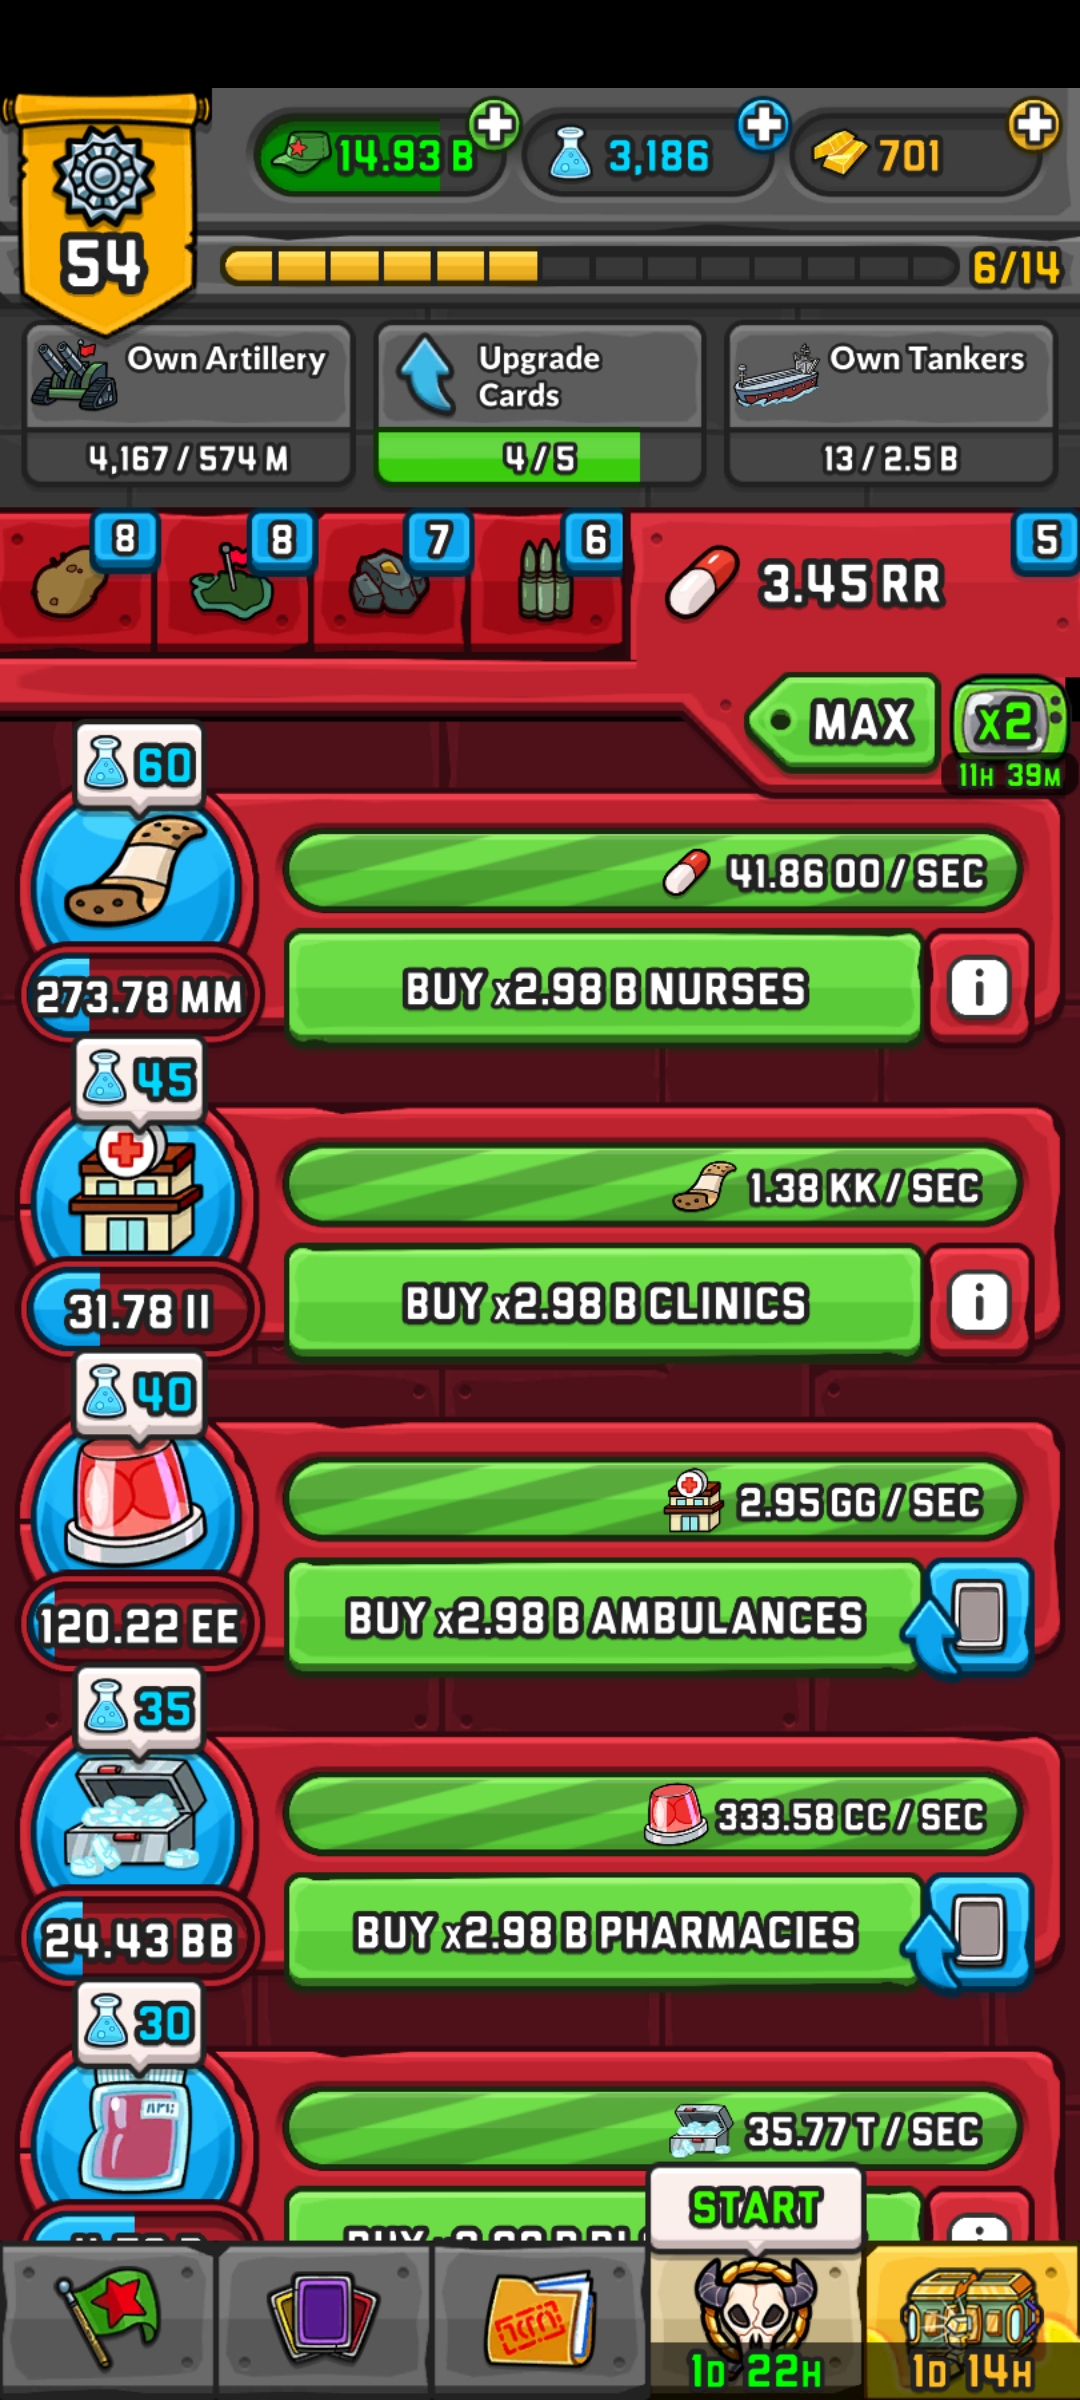 54
14.93 B
3,186
701
6/14
Own Artillery
4,167 / 574 M
Upgrade
Cards
4/5
Own Tankers
13 / 2.5 B
8
8
7
6
3.45 RR
5
MAX
x2
11H 39M
60
41.86 OO / SEC
BUY x2.98 B NURSES
i
273.78 MM
45
1.38 KK / SEC
BUY x2.98 B CLINICS
i
31.78 II
40
2.95 GG / SEC
BUY x2.98 B AMBULANCES
120.22 EE
35
333.58 CC / SEC
BUY x2.98 B PHARMACIES
24.43 BB
30
35.77 T / SEC
START
1D 22H
1D 14H